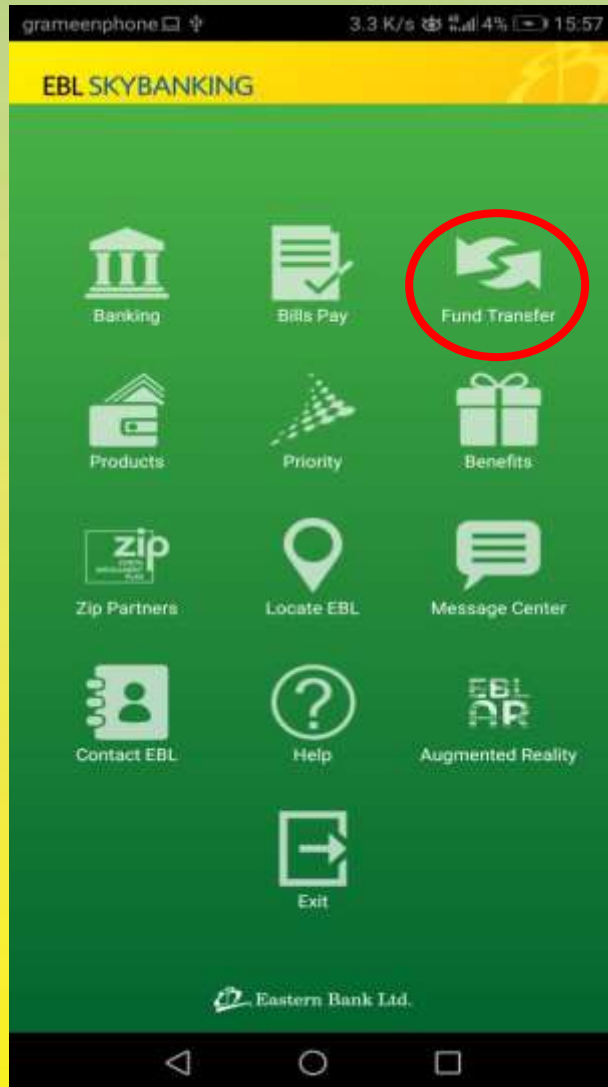 grameenphone 3.3 K/s 4% 15:57
EBL SKYBANKING
Banking Bills Pay Fund Transfer
Products Priority Benefits
zip
Zip Partners Locate EBL Message Center
EBL
AR
Contact EBL Help Augmented Reality
Exit
Eastern Bank Ltd.